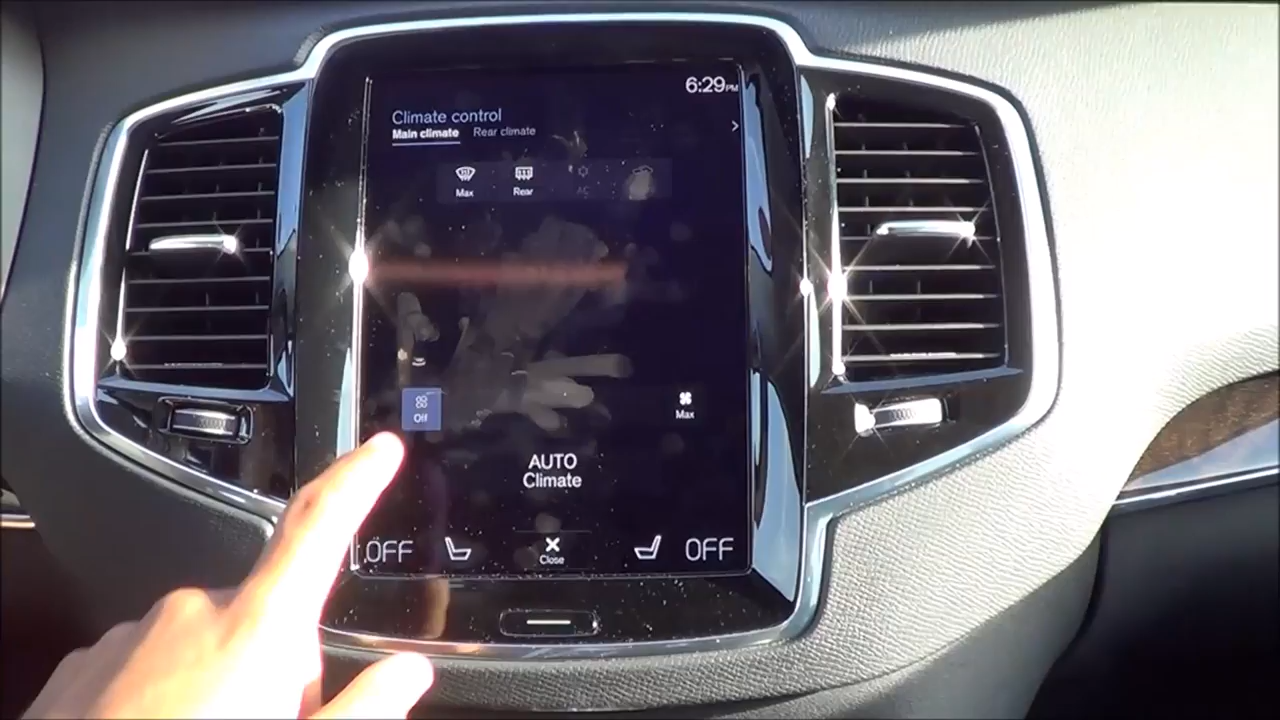 6:29PM
Climate control
Main climate Rear climate
Max Rear AC
Off
Max
AUTO
Climate
OFF OFF
Close